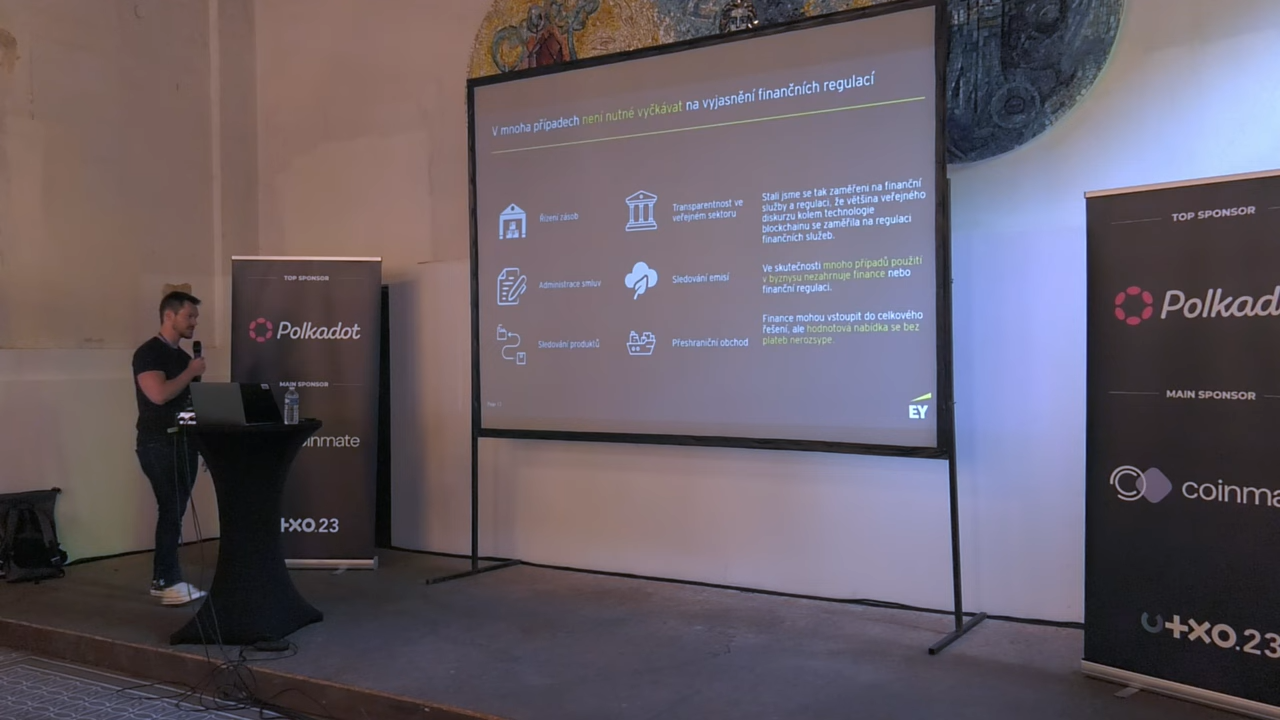 V mnoha případech není nutné vyčkávat na vyjasnění finančních regulací
Řízení zásob
Administrace smluv
Sledování produktů
Transparentnost ve
veřejném sektoru
Sledování emisí
Přeshraniční obchod
Stali jsme se tak zaměřeni na finanční
služby a regulaci, že většina veřejného
diskurzu kolem technologie
blockchainu se zaměřila na regulaci
finančních služeb.
Ve skutečnosti mnoho případů použití
v byznysu nezahrnuje finance nebo
finanční regulaci.
Finance mohou vstoupit do celkového
řešení, ale hodnotová nabídka se bez
plateb nerozsype.
EY
TOP SPONSOR
Polkadot
MAIN SPONSOR
inmate
XO.23
TOP SPONSOR
Polkad
MAIN SPONSOR
coinma
utxo.23